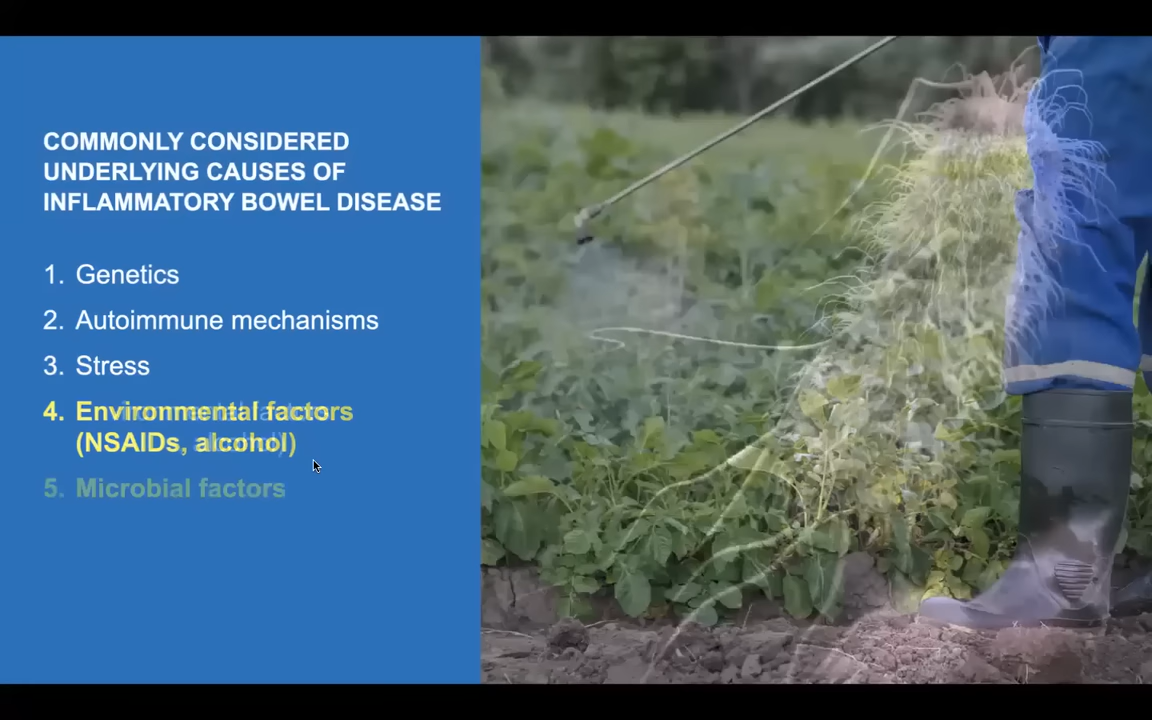 COMMONLY CONSIDERED
UNDERLYING CAUSES OF
INFLAMMATORY BOWEL DISEASE
1. Genetics
2. Autoimmune mechanisms
3. Stress
4. Environmental factors
(NSAIDs, alcohol)
5. Microbial factors